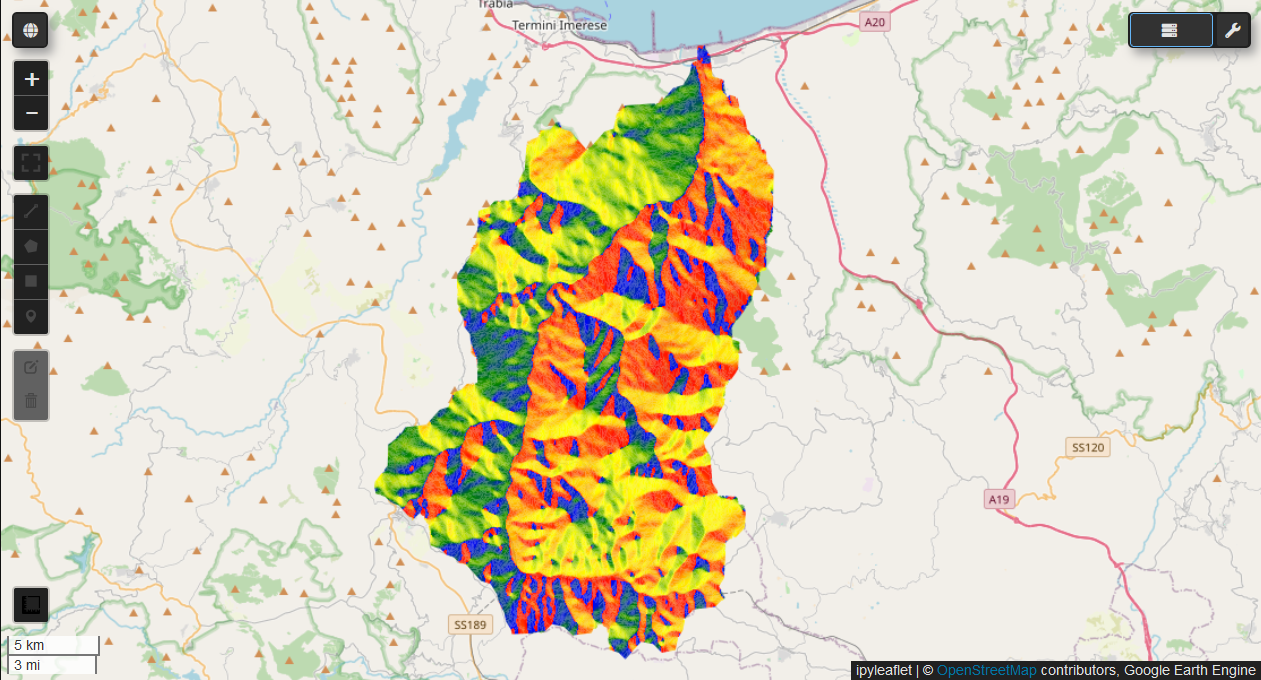 Trabia
Termini Imerese
A20
+
−
SS120
A19
SS189
5 km
3 mi
ipyleaflet | © OpenStreetMap contributors, Google Earth Engine